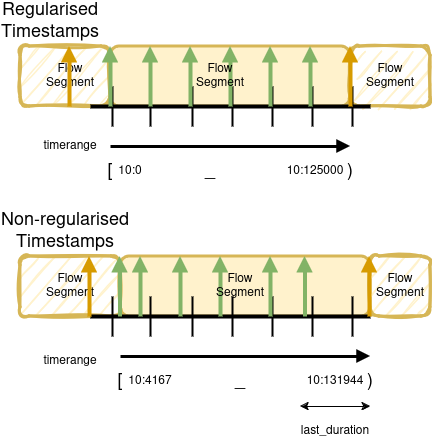 Regularised
Timestamps
Flow
Segment
Flow
Segment
Flow
Segment
timerange
[ 10:0 _ 10:125000 )
Non-regularised
Timestamps
Flow
Segment
Flow
Segment
Flow
Segment
timerange
[ 10:4167 _ 10:131944 )
last_duration